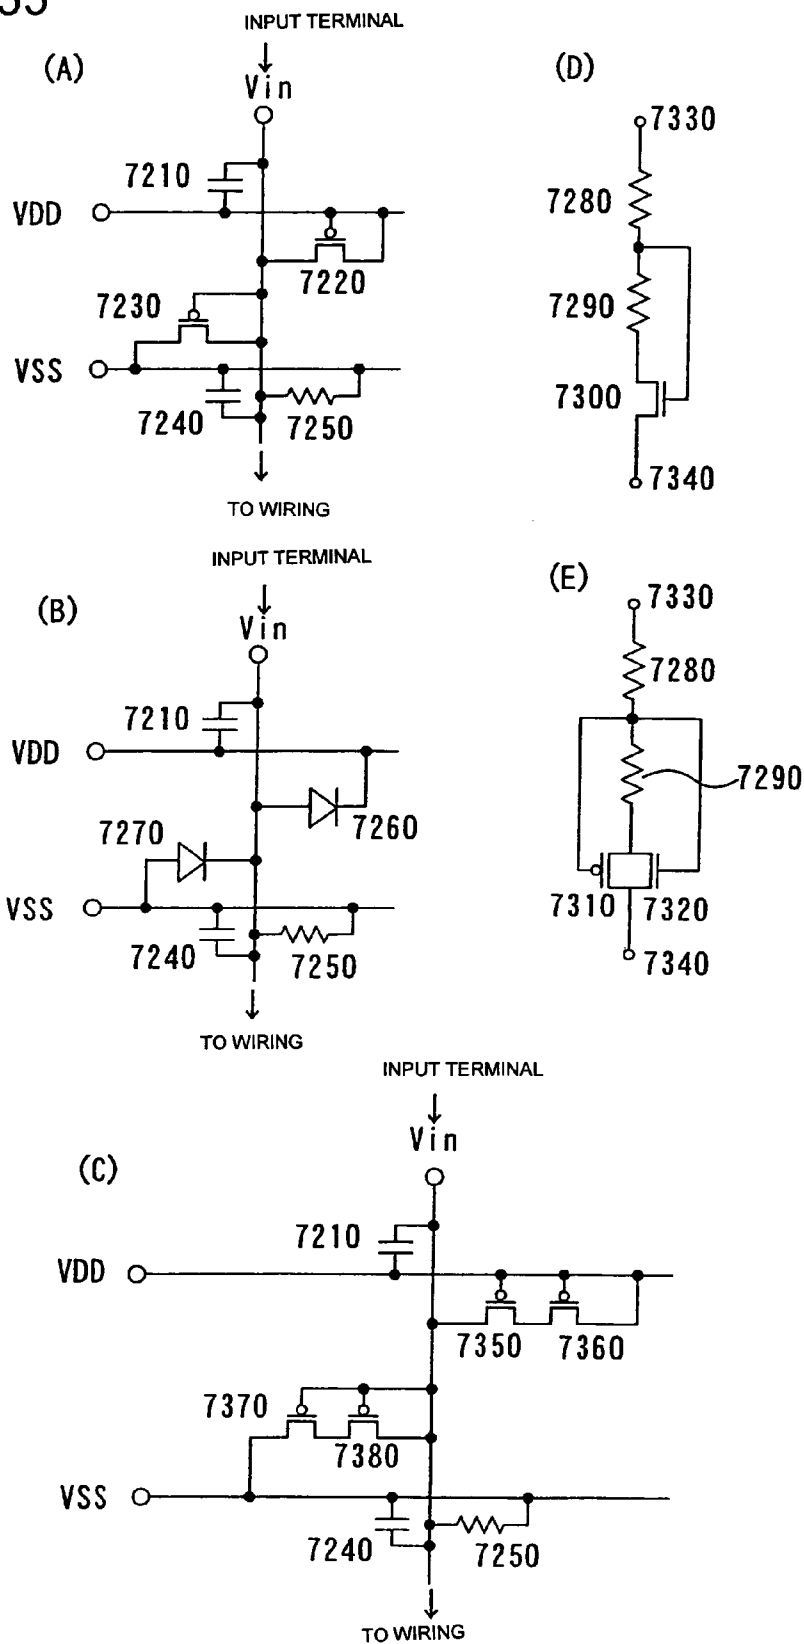 INPUT TERMINAL
(A)
Vin
7210
VDD
7220
7230
VSS
7240
7250
TO WIRING
(D)
7330
7280
7290
7300
7340
INPUT TERMINAL
(B)
Vin
7210
VDD
7260
7270
VSS
7240
7250
TO WIRING
(E)
7330
7280
7290
7310
7320
7340
INPUT TERMINAL
Vin
(C)
7210
VDD
7350
7360
7370
7380
VSS
7240
7250
TO WIRING